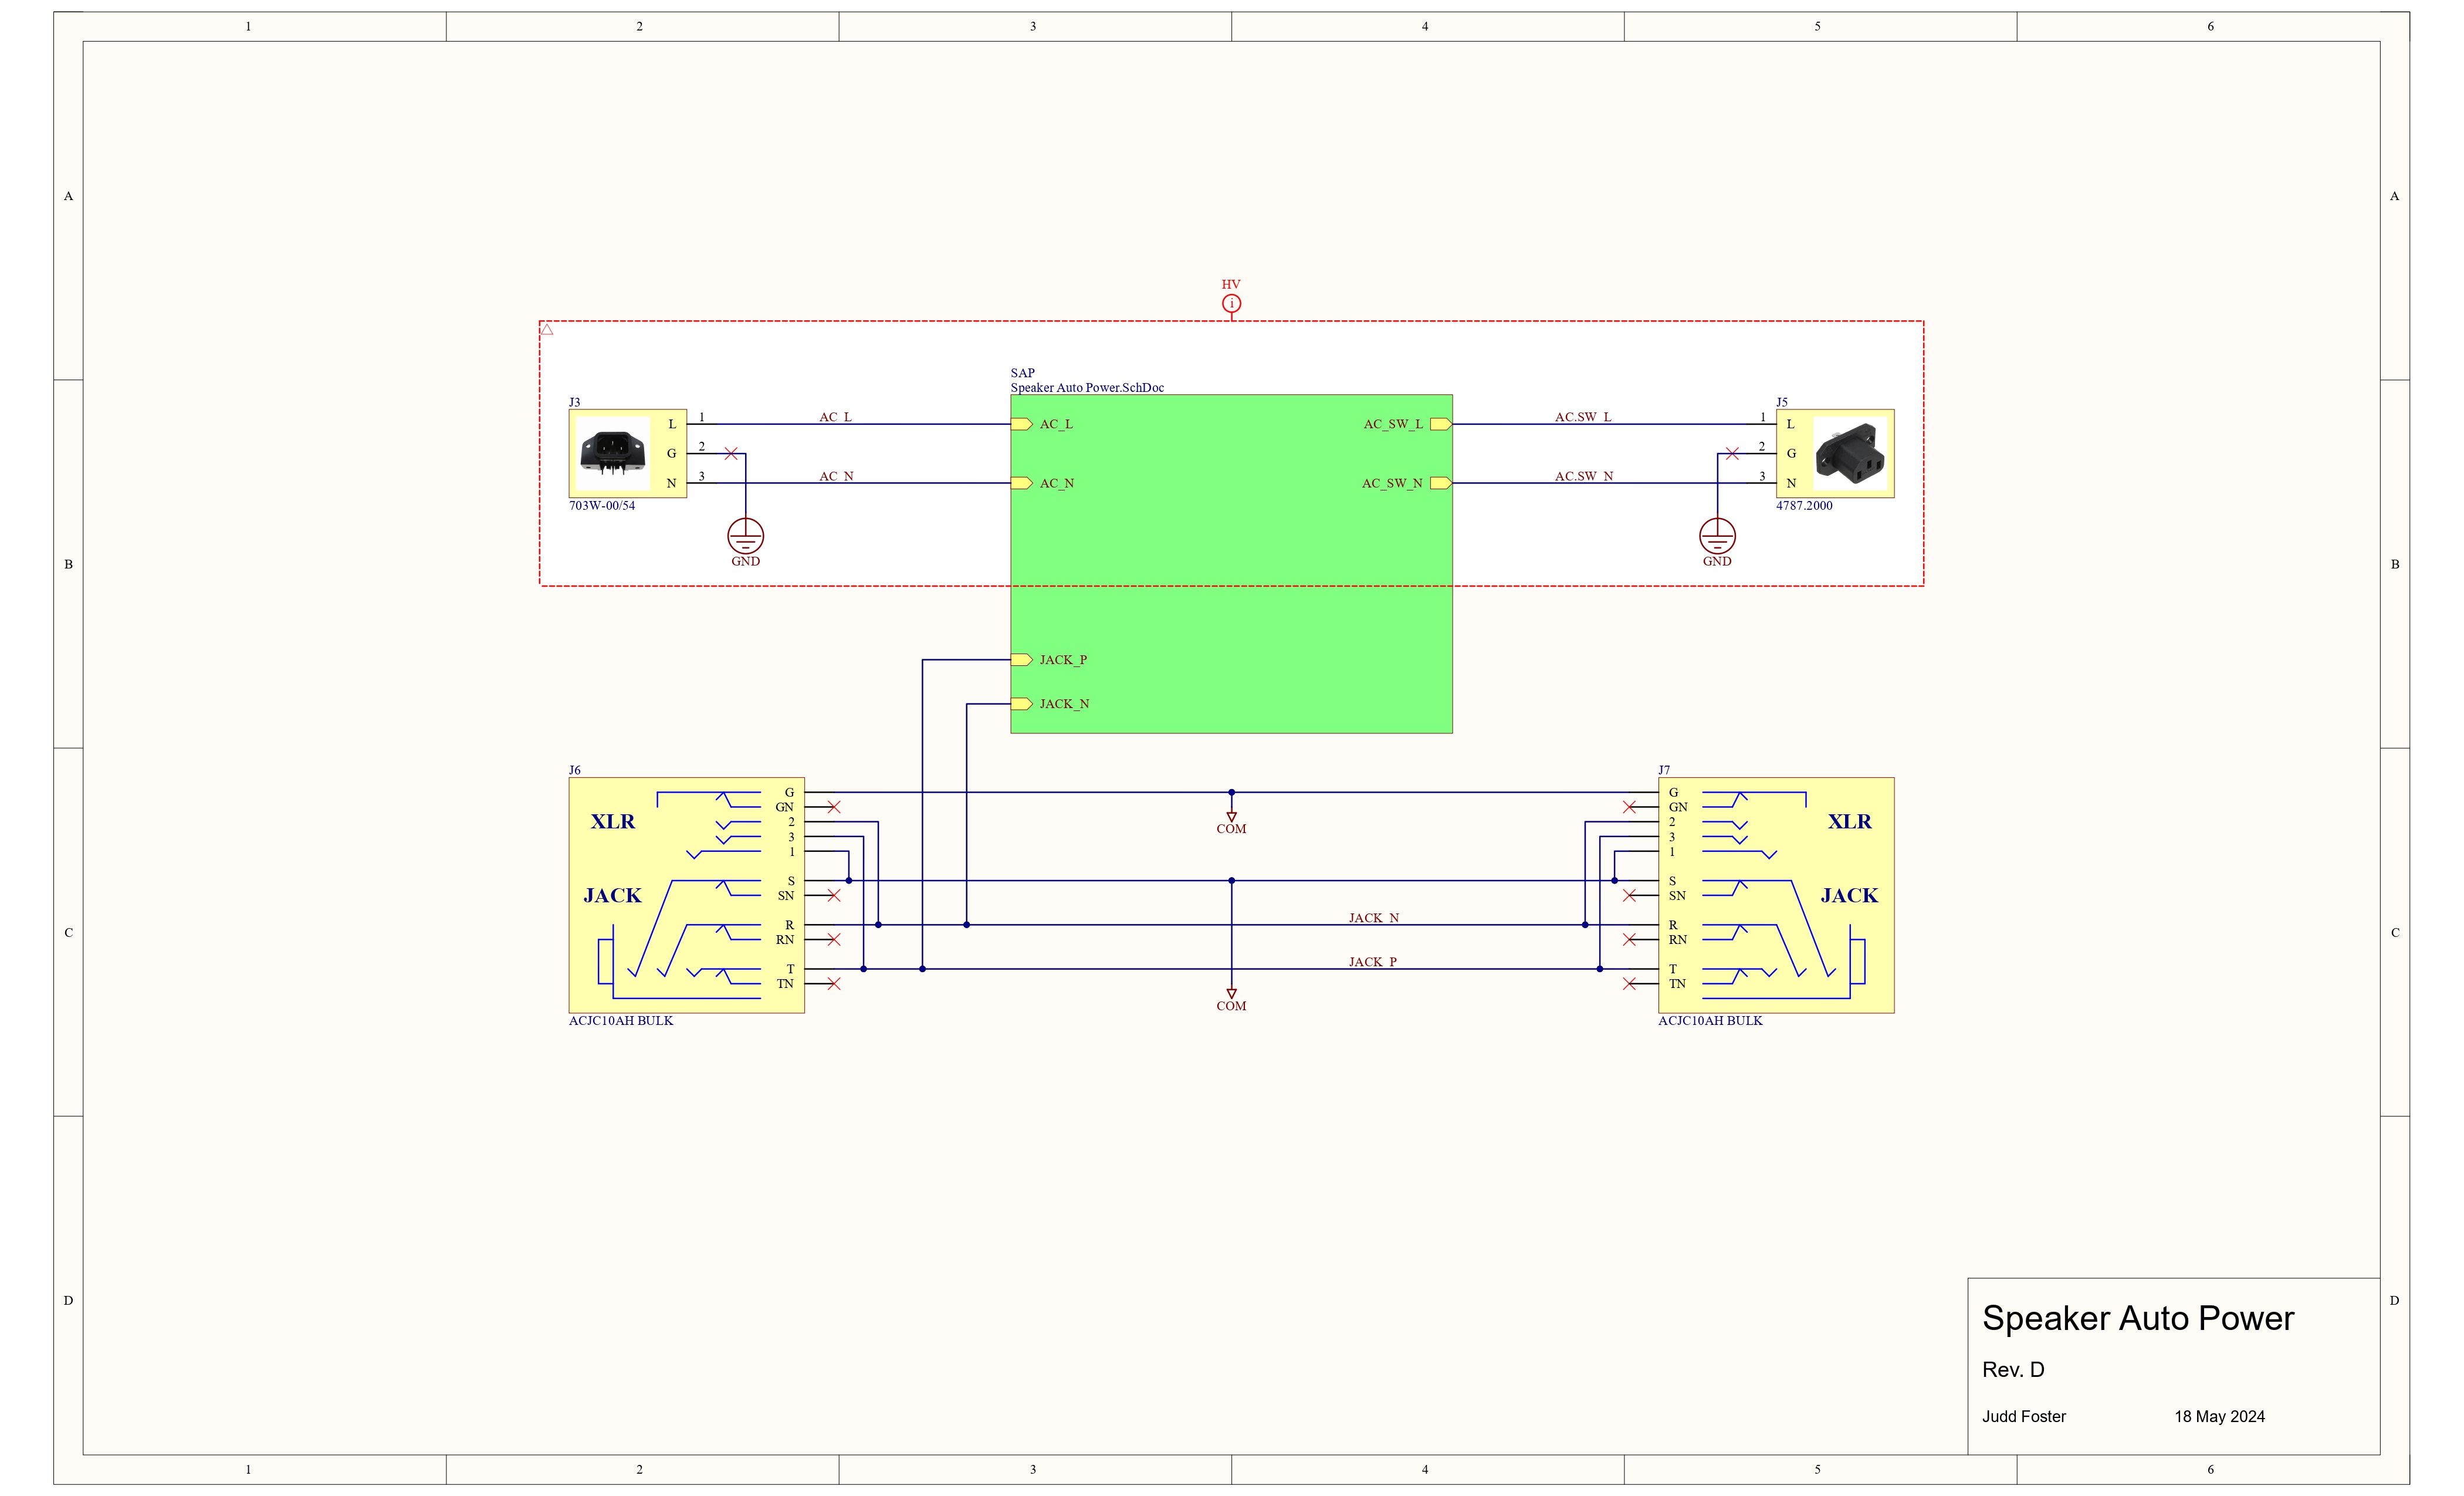 1 2 3 4 5 6
A A
HV
i
SAP
Speaker Auto Power.SchDoc
J3 J5
L 1 AC_L AC_L AC_SW_L AC.SW_L 1 L
G 2 2 G
N 3 AC_N AC_N AC_SW_N AC.SW_N 3 N
703W-00/54 4787.2000
GND GND
B B
JACK_P
JACK_N
J6 J7
G G
GN GN
XLR 2 2 XLR
COM
3 3
1 1
S S
JACK SN SN JACK
R JACK_N R
C RN RN C
T JACK_P T
TN TN
COM
ACJC10AH BULK ACJC10AH BULK
D D
Speaker Auto Power
Rev. D
Judd Foster 18 May 2024
1 2 3 4 5 6